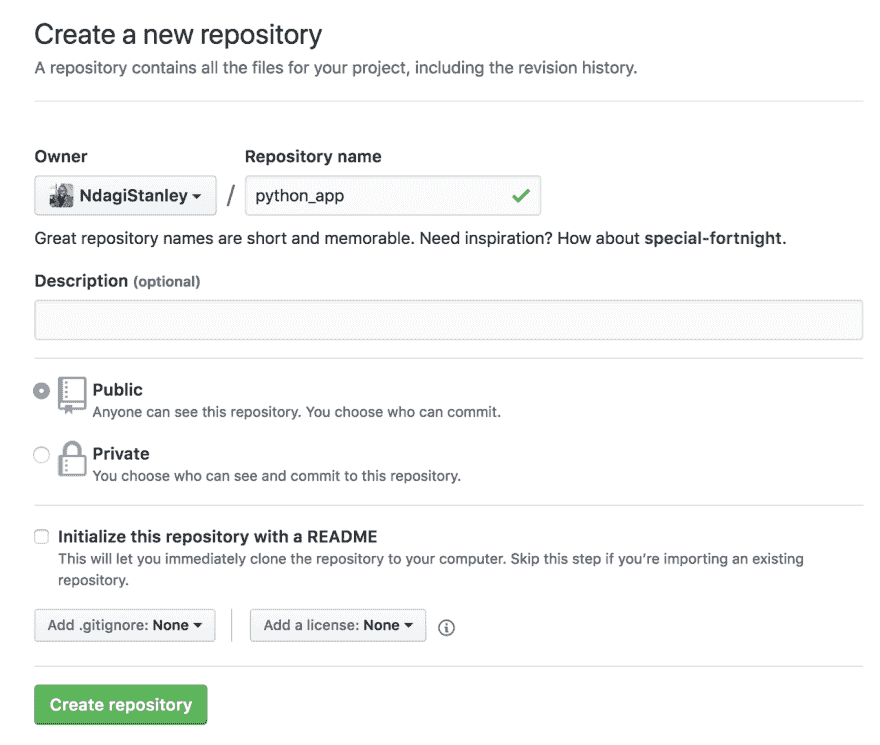 Create a new repository
A repository contains all the files for your project, including the revision history.
Owner
Repository name
NdagiStanley
/
python_app
Great repository names are short and memorable. Need inspiration? How about special-fortnight.
Description (optional)
Public
Anyone can see this repository. You choose who can commit.
Private
You choose who can see and commit to this repository.
Initialize this repository with a README
This will let you immediately clone the repository to your computer. Skip this step if you're importing an existing
repository.
Add .gitignore: None
Add a license: None
Create repository